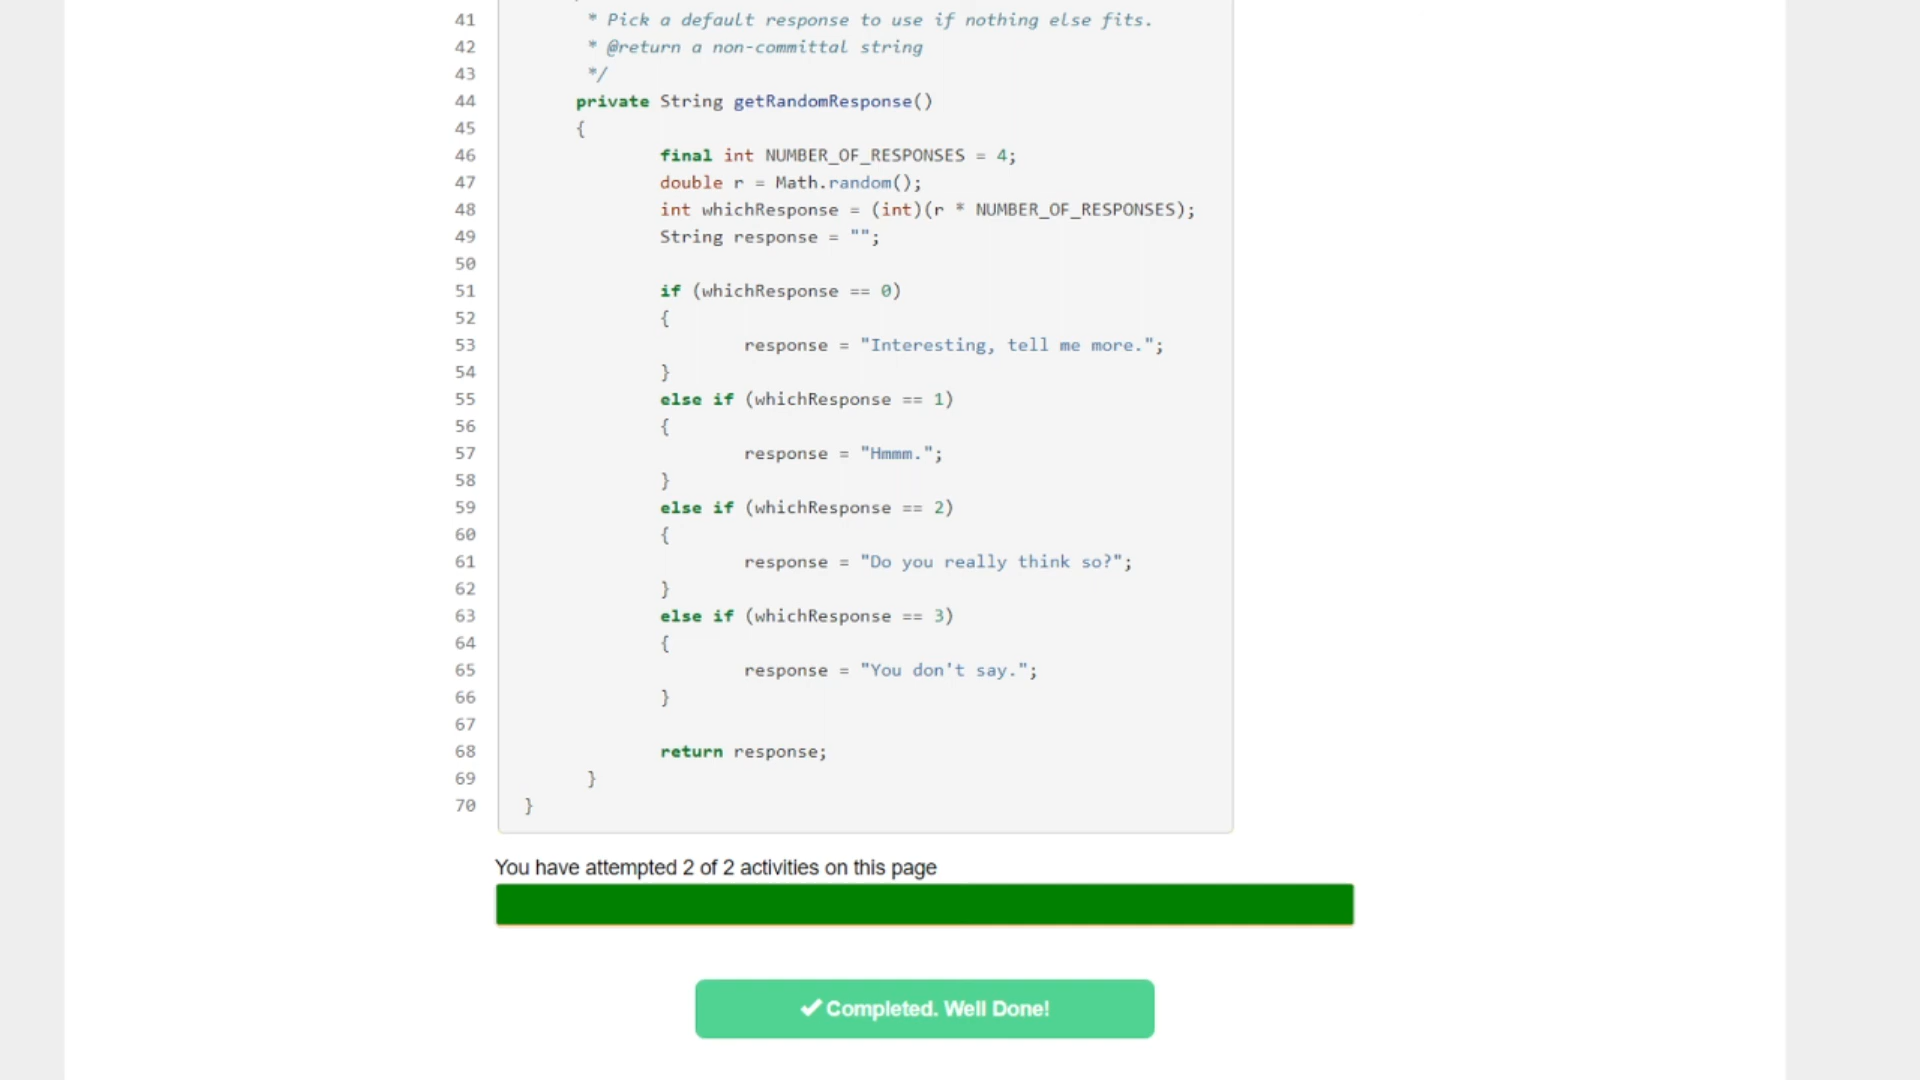 41 * Pick a default response to use if nothing else fits.
42 * @return a non-committal string
43 */
44 private String getRandomResponse()
45 {
46 final int NUMBER_OF_RESPONSES = 4;
47 double r = Math.random();
48 int whichResponse = (int)(r * NUMBER_OF_RESPONSES);
49 String response = "";
50
51 if (whichResponse == 0)
52 {
53 response = "Interesting, tell me more.";
54 }
55 else if (whichResponse == 1)
56 {
57 response = "Hmmm.";
58 }
59 else if (whichResponse == 2)
60 {
61 response = "Do you really think so?";
62 }
63 else if (whichResponse == 3)
64 {
65 response = "You don't say.";
66 }
67
68 return response;
69 }
70 }
You have attempted 2 of 2 activities on this page
✔ Completed. Well Done!